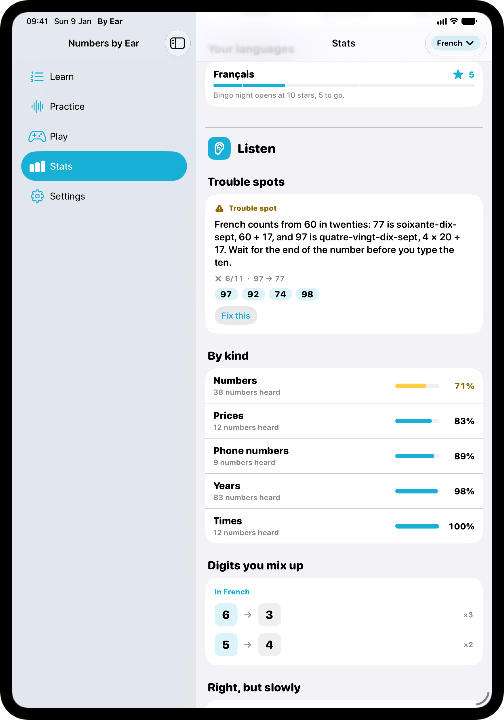 09:41 Sun 9 Jan By Ear
Numbers by Ear
Learn
Practice
Play
Stats
Settings
Your languages
Stats
French
Français
5
Bingo night opens at 10 stars, 5 to go.
Listen
Trouble spots
Trouble spot
French counts from 60 in twenties: 77 is soixante-dix-
sept, 60 + 17, and 97 is quatre-vingt-dix-sept, 4 × 20 +
17. Wait for the end of the number before you type the
ten.
× 6/11 · 97 → 77
97 92 74 98
Fix this
By kind
Numbers
38 numbers heard
71%
Prices
12 numbers heard
83%
Phone numbers
9 numbers heard
89%
Years
83 numbers heard
98%
Times
12 numbers heard
100%
Digits you mix up
In French
6 → 3 ×3
5 → 4 ×2
Right, but slowly